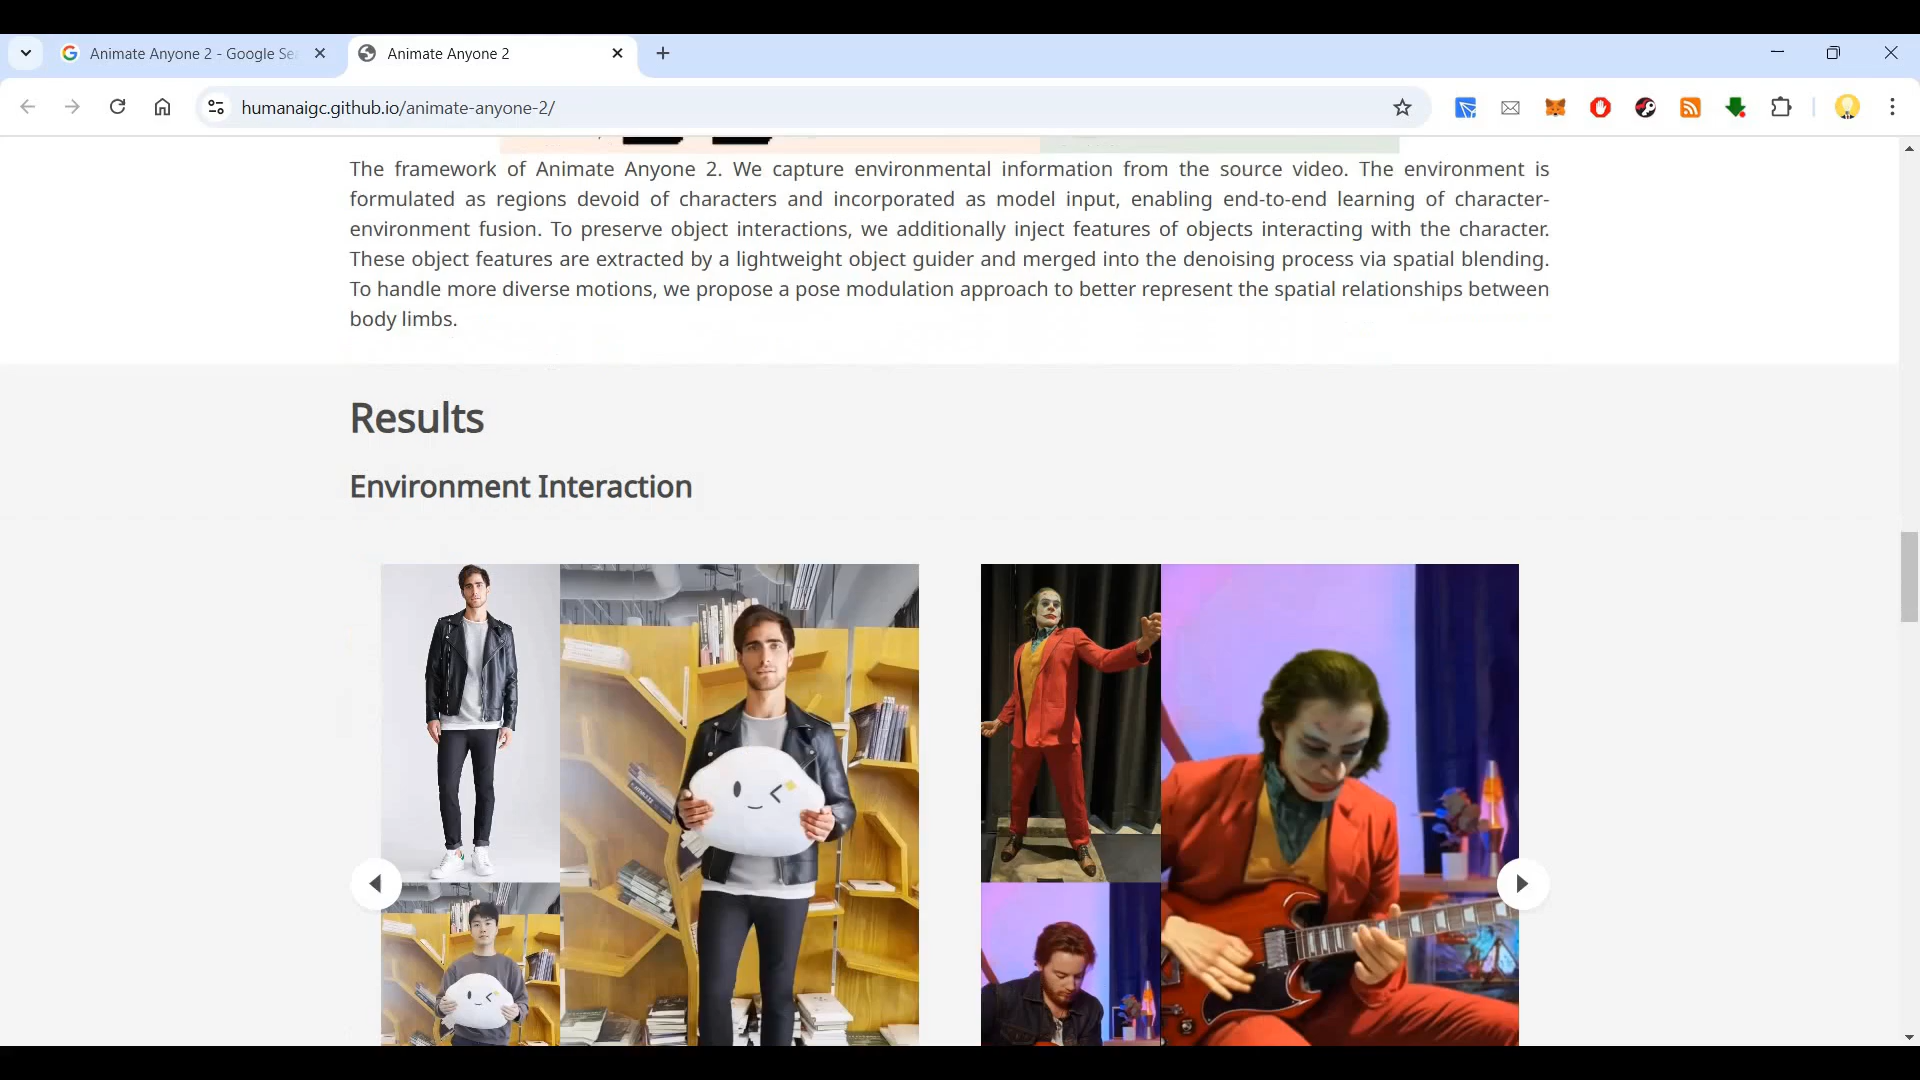 Animate Anyone 2 - Google Sea
Animate Anyone 2
humanaigc.github.io/animate-anyone-2/
The framework of Animate Anyone 2. We capture environmental information from the source video. The environment is
formulated as regions devoid of characters and incorporated as model input, enabling end-to-end learning of character-
environment fusion. To preserve object interactions, we additionally inject features of objects interacting with the character.
These object features are extracted by a lightweight object guider and merged into the denoising process via spatial blending.
To handle more diverse motions, we propose a pose modulation approach to better represent the spatial relationships between
body limbs.
Results
Environment Interaction